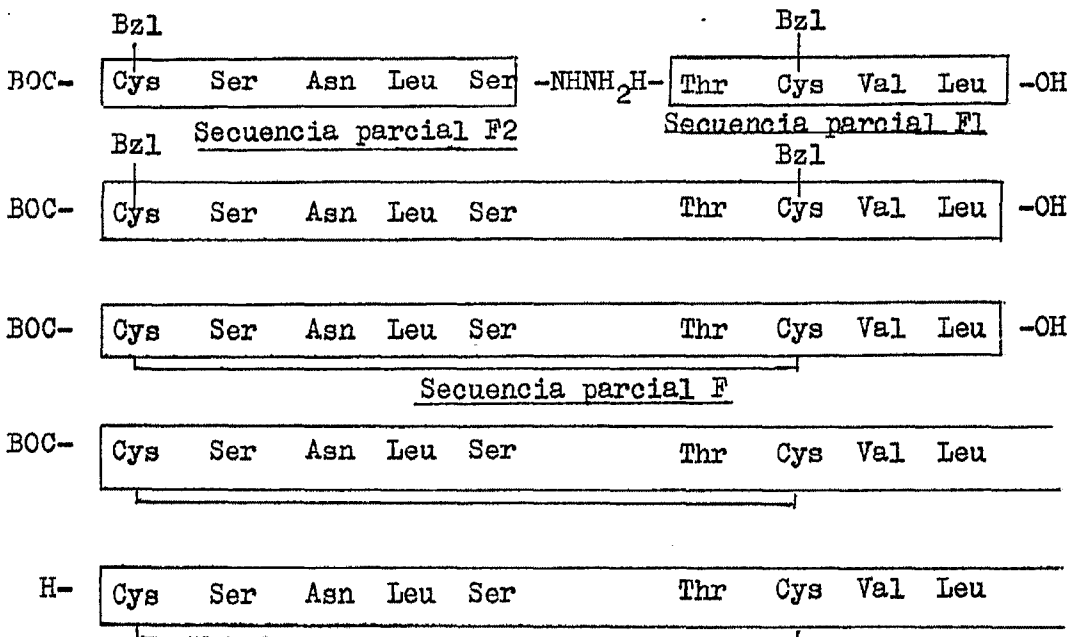 Bzl Bzl
BOC- Cys Ser Asn Leu Ser -NHNH2H- Thr Cys Val Leu -OH
Secuencia parcial F2 Secuencia parcial F1
Bzl Bzl
BOC- Cys Ser Asn Leu Ser Thr Cys Val Leu -OH
BOC- Cys Ser Asn Leu Ser Thr Cys Val Leu -OH
Secuencia parcial F
BOC- Cys Ser Asn Leu Ser Thr Cys Val Leu
H- Cys Ser Asn Leu Ser Thr Cys Val Leu